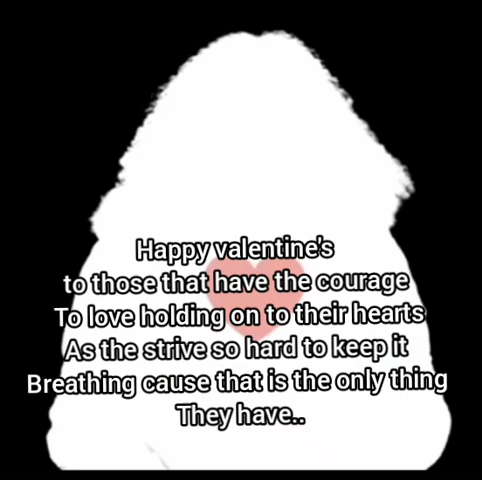 Happy valentine's
to those that have the courage
To love holding on to their hearts
As the strive so hard to keep it
Breathing cause that is the only thing
They have..